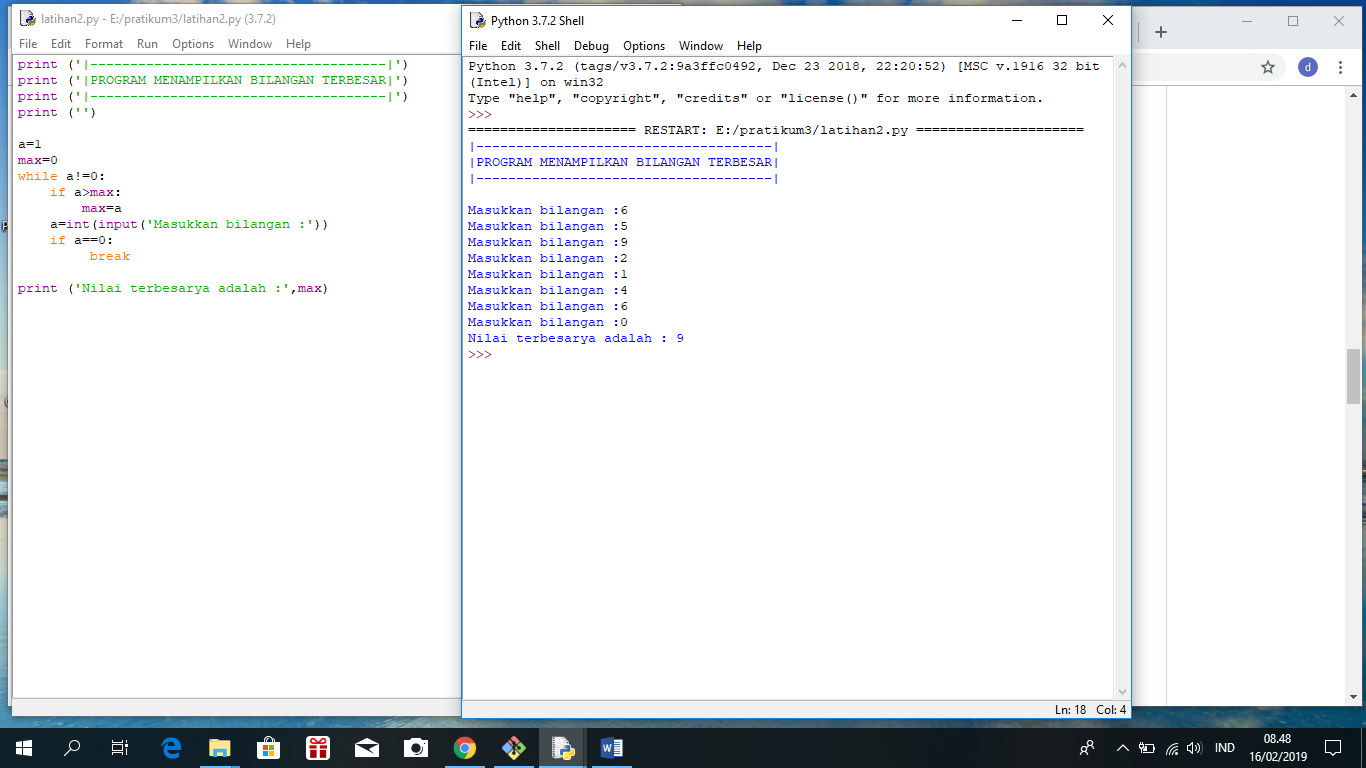 latihan2.py - E:/pratikum3/latihan2.py (3.7.2)
File Edit Format Run Options Window Help
print ('|-------------------------------------|')
print ('|PROGRAM MENAMPILKAN BILANGAN TERBESAR|')
print ('|-------------------------------------|')
print ('')
a=1
max=0
while a!=0:
    if a>max:
        max=a
    a=int(input('Masukkan bilangan :'))
    if a==0:
         break
print ('Nilai terbesarya adalah :',max)
Python 3.7.2 Shell
File Edit Shell Debug Options Window Help
Python 3.7.2 (tags/v3.7.2:9a3ffc0492, Dec 23 2018, 22:20:52) [MSC v.1916 32 bit
(Intel)] on win32
Type "help", "copyright", "credits" or "license()" for more information.
>>>
===================== RESTART: E:/pratikum3/latihan2.py =====================
|-------------------------------------|
|PROGRAM MENAMPILKAN BILANGAN TERBESAR|
|-------------------------------------|
Masukkan bilangan :6
Masukkan bilangan :5
Masukkan bilangan :9
Masukkan bilangan :2
Masukkan bilangan :1
Masukkan bilangan :4
Masukkan bilangan :6
Masukkan bilangan :0
Nilai terbesarya adalah : 9
>>>
Ln: 18 Col: 4
d
IND
08.48
16/02/2019